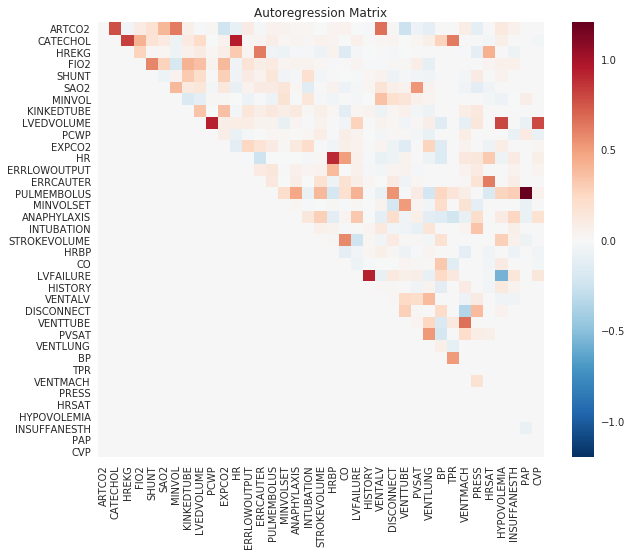 Autoregression Matrix
ARTCO2
CATECHOL
HREKG
FIO2
SHUNT
SAO2
MINVOL
KINKEDTUBE
LVEDVOLUME
PCWP
EXPCO2
HR
ERRLOWOUTPUT
ERRCAUTER
PULMEMBOLUS
MINVOLSET
ANAPHYLAXIS
INTUBATION
STROKEVOLUME
HRBP
CO
LVFAILURE
HISTORY
VENTALV
DISCONNECT
VENTTUBE
PVSAT
VENTLUNG
BP
TPR
VENTMACH
PRESS
HRSAT
HYPOVOLEMIA
INSUFFANESTH
PAP
CVP
ARTCO2
CATECHOL
HREKG
FIO2
SHUNT
SAO2
MINVOL
KINKEDTUBE
LVEDVOLUME
PCWP
EXPCO2
HR
ERRLOWOUTPUT
ERRCAUTER
PULMEMBOLUS
MINVOLSET
ANAPHYLAXIS
INTUBATION
STROKEVOLUME
HRBP
CO
LVFAILURE
HISTORY
VENTALV
DISCONNECT
VENTTUBE
PVSAT
VENTLUNG
BP
TPR
VENTMACH
PRESS
HRSAT
HYPOVOLEMIA
INSUFFANESTH
PAP
CVP
1.0
0.5
0.0
−0.5
−1.0